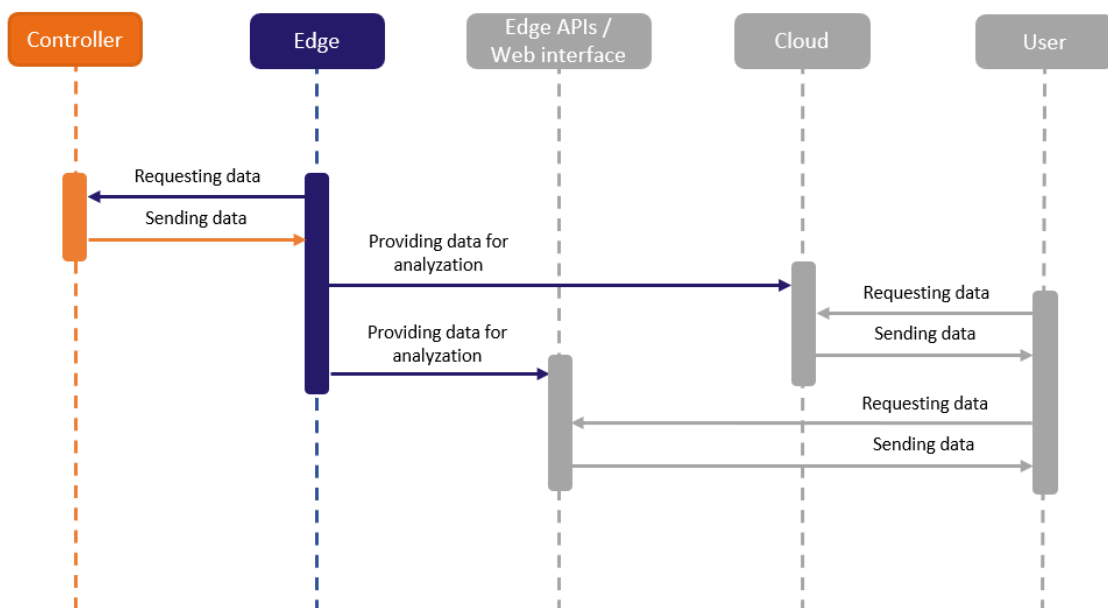 Controller
Edge
Edge APIs /
Web interface
Cloud
User
Requesting data
Sending data
Providing data for
analyzation
Requesting data
Sending data
Providing data for
analyzation
Requesting data
Sending data